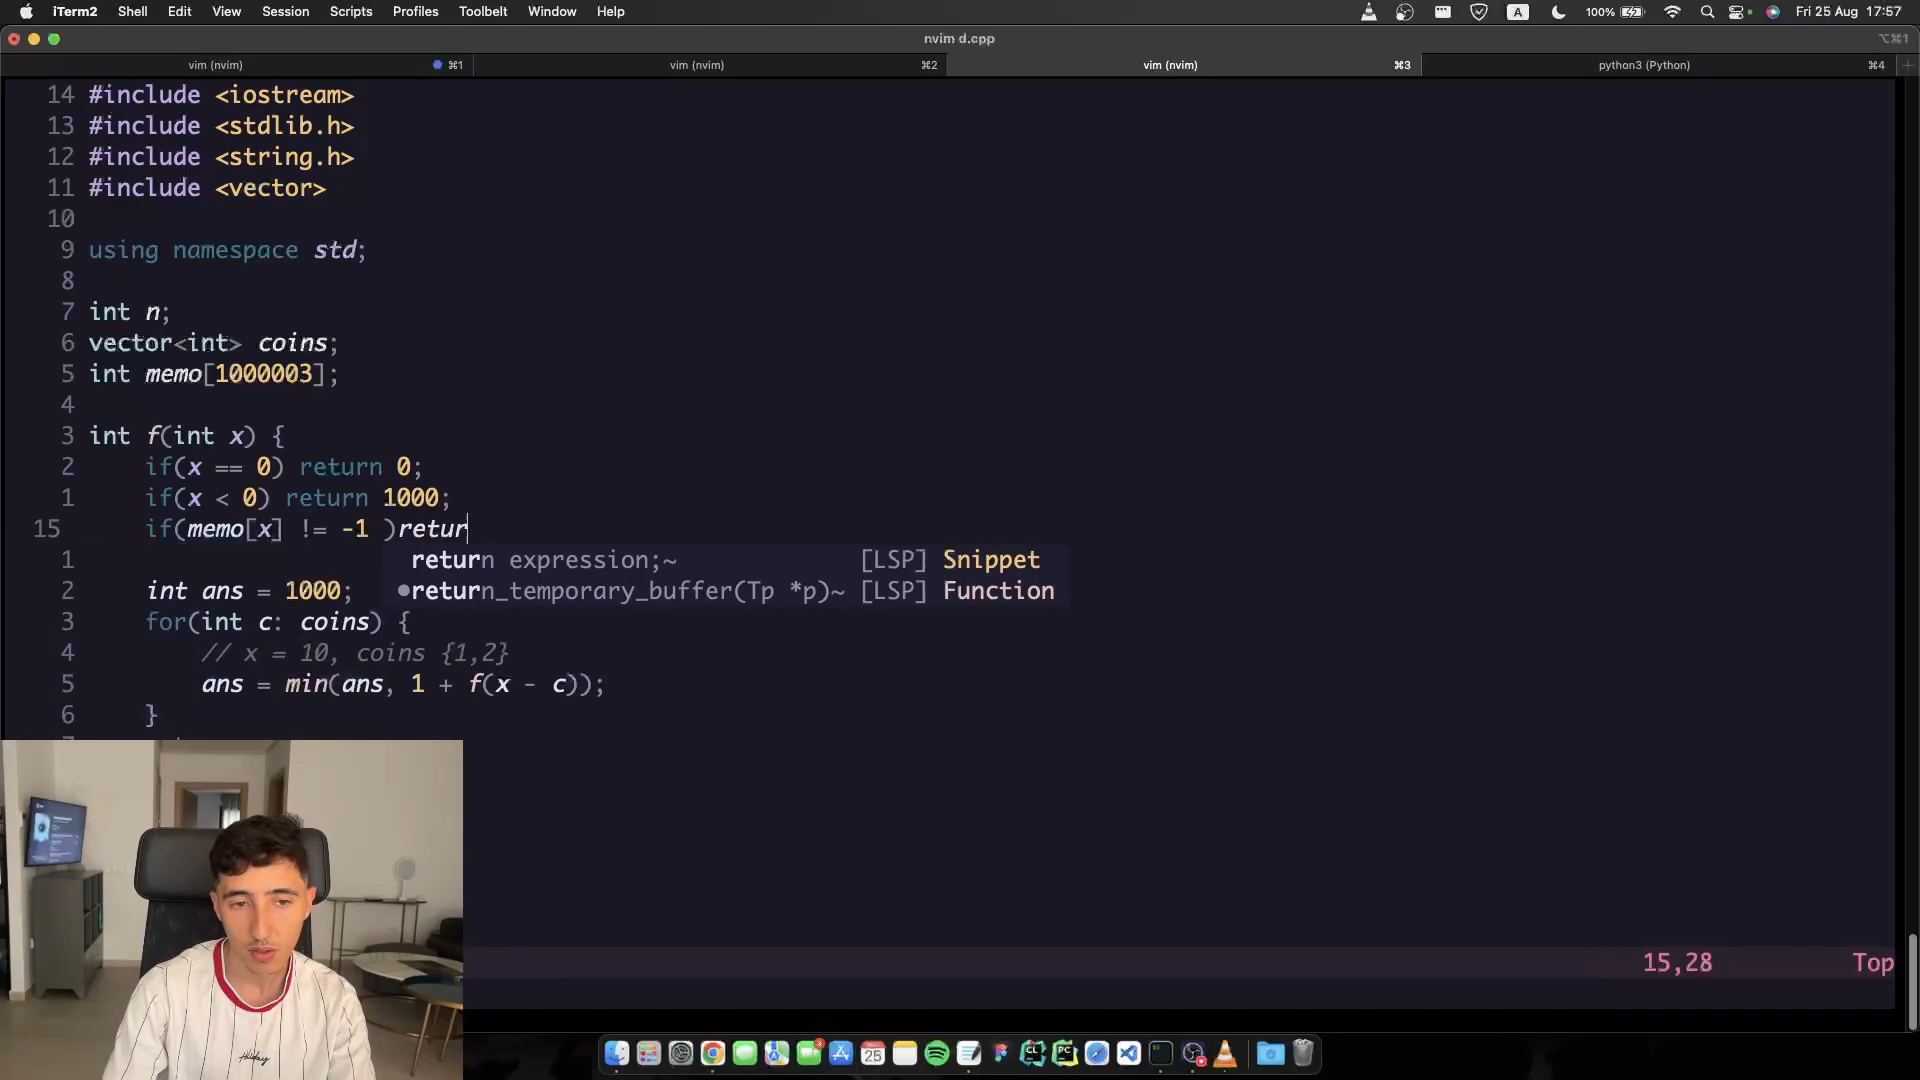 iTerm2 Shell Edit View Session Scripts Profiles Toolbelt Window Help A 100% Fri 25 Aug 17:57
nvim d.cpp ⌥⌘1
vim (nvim) ⌘1 vim (nvim) ⌘2 vim (nvim) ⌘3 python3 (Python) ⌘4
14 #include <iostream>
13 #include <stdlib.h>
12 #include <string.h>
11 #include <vector>
10
9 using namespace std;
8
7 int n;
6 vector<int> coins;
5 int memo[1000003];
4
3 int f(int x) {
2 if(x == 0) return 0;
1 if(x < 0) return 1000;
15 if(memo[x] != -1 )retur
1 return expression;~ [LSP] Snippet
2 int ans = 1000; return_temporary_buffer(Tp *p)~ [LSP] Function
3 for(int c: coins) {
4 // x = 10, coins {1,2}
5 ans = min(ans, 1 + f(x - c));
6 }
15,28 Top
3
25
CL
PC